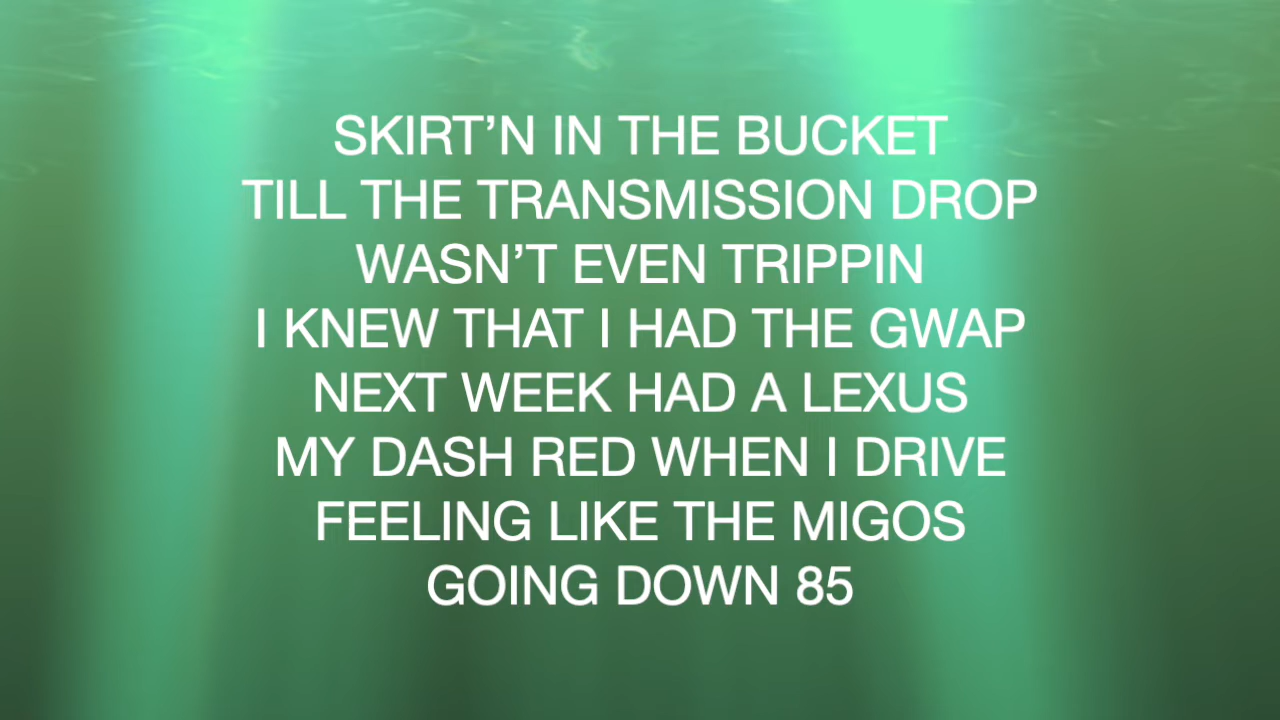 SKIRT’N IN THE BUCKET
TILL THE TRANSMISSION DROP
WASN’T EVEN TRIPPIN
I KNEW THAT I HAD THE GWAP
NEXT WEEK HAD A LEXUS
MY DASH RED WHEN I DRIVE
FEELING LIKE THE MIGOS
GOING DOWN 85